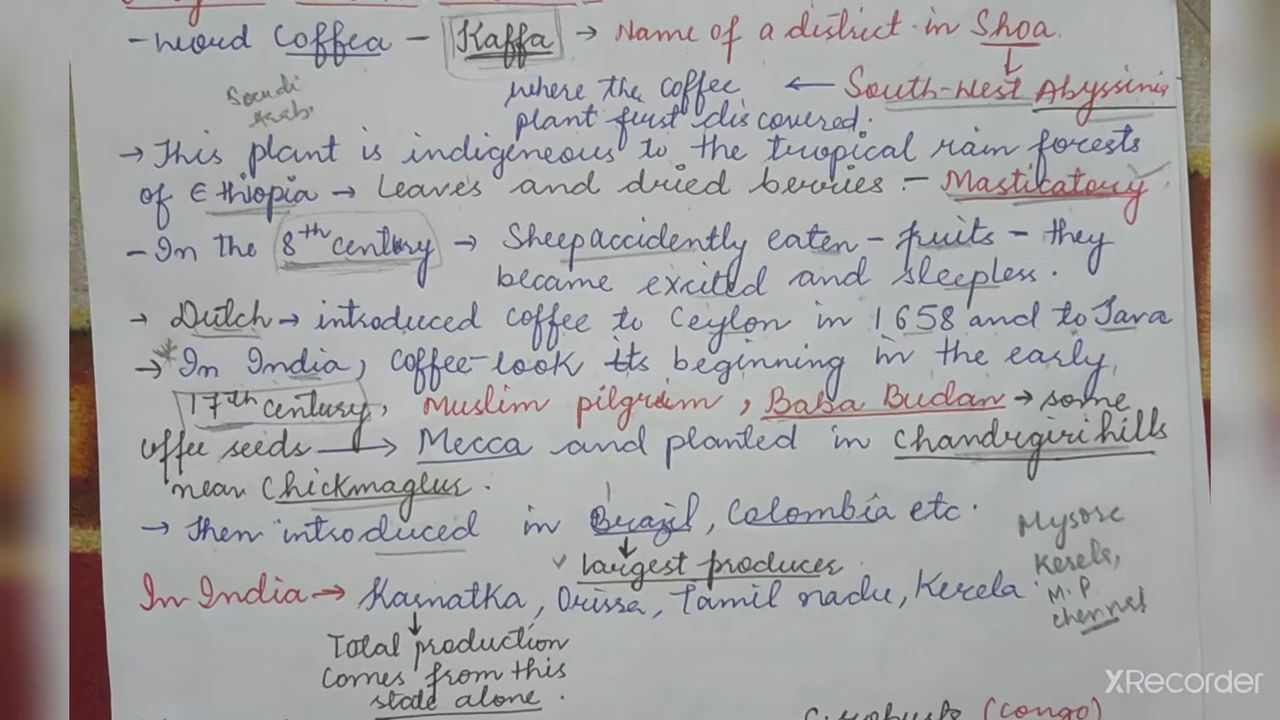 - word Coffea - Kaffa → Name of a district in Shoa
↓
where the coffee ← South-West Abyssinia
Saudi Arab.
plant first discovered.
→ This plant is indigeneous to the tropical rain forests
of Ethiopia → Leaves and dried berries - Masticatory
- In the 8th century → Sheep accidently eaten - fruits - they
became excited and sleepless.
→ Dutch → introduced coffee to Ceylon in 1658 and to Java
→ * In India, coffee-took its beginning in the early
17th century, Muslim pilgrim, Baba Budan → some
coffee seeds → Mecca and planted in Chandrgiri hills
near Chickmaglur.
→ Then introduced in Brazil, Colombia etc.
↓
largest producer
In India → Karnatka, Orissa, Tamil nadu, Kerela
Mysore
Kerela,
M.P.
chennai
↓
Total production
comes from this
state alone.
(Congo)
XRecorder